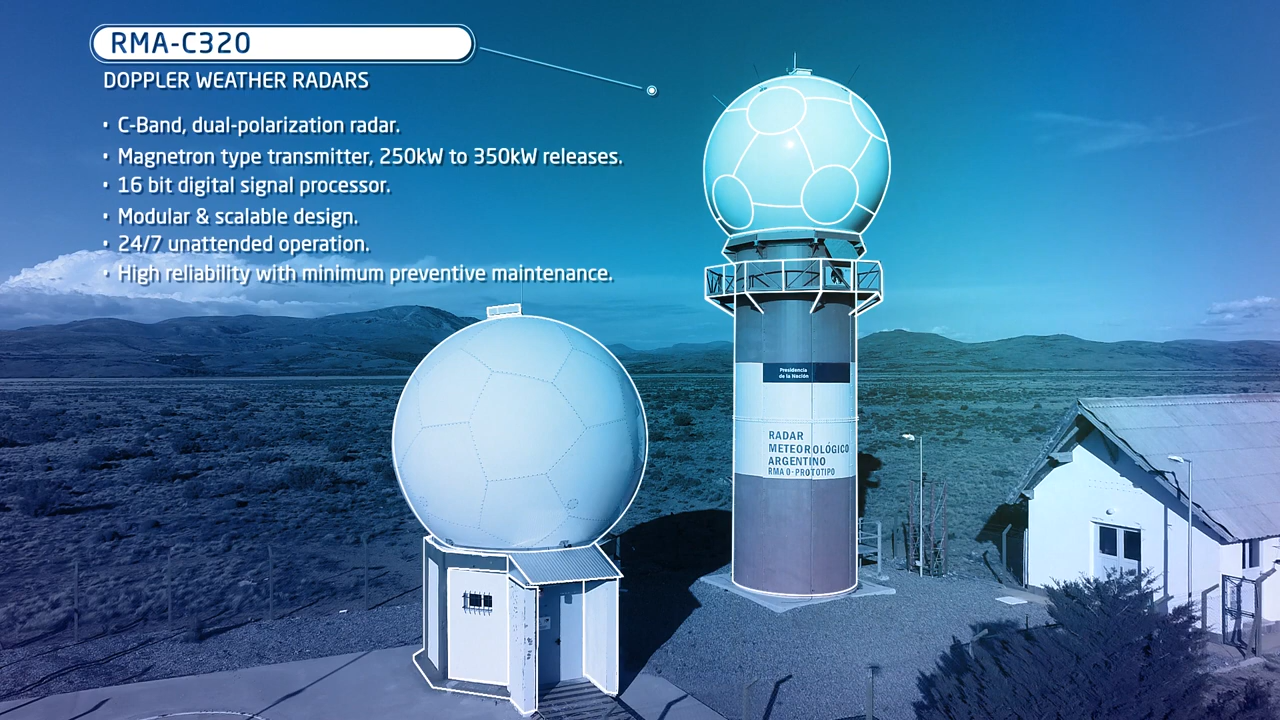 RMA-C320
DOPPLER WEATHER RADARS
• C-Band, dual-polarization radar.
• Magnetron type transmitter, 250kW to 350kW releases.
• 16 bit digital signal processor.
• Modular & scalable design.
• 24/7 unattended operation.
• High reliability with minimum preventive maintenance.
Presidencia
de la Nación
RADAR
METEOROLÓGICO
ARGENTINO
RMA 0-PROTOTIPO